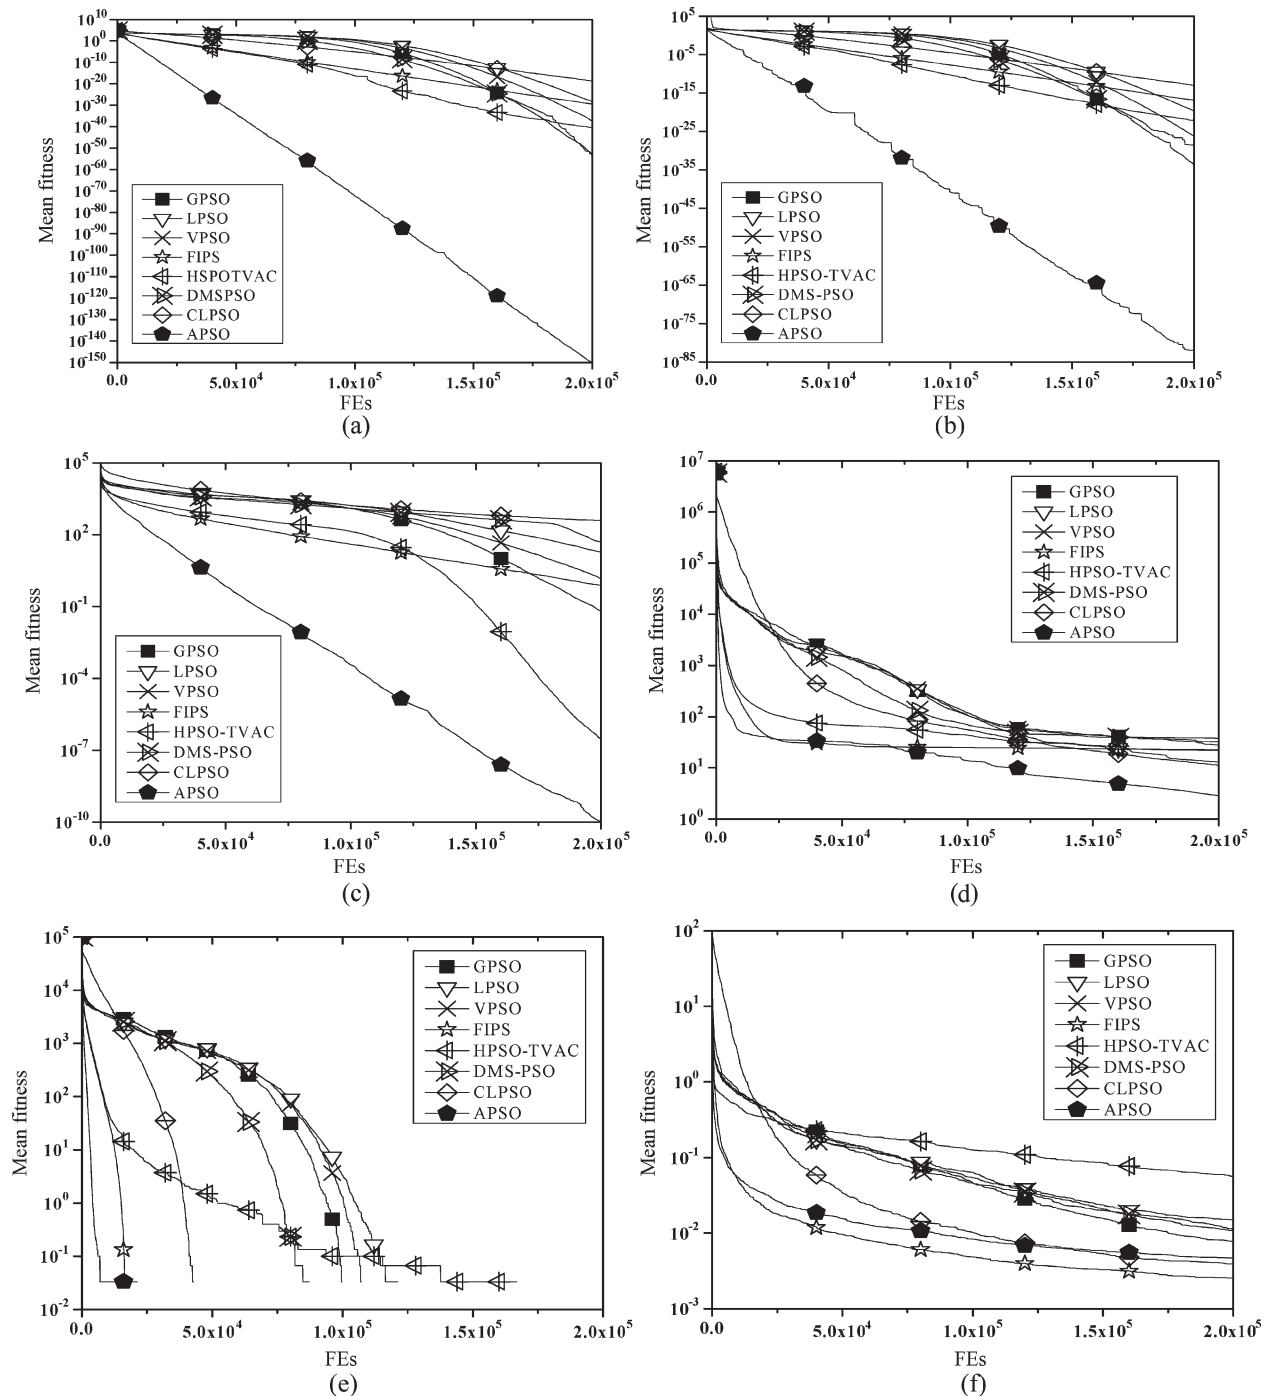 Mean fitness
10^10
10^0
10^-10
10^-20
10^-30
10^-40
10^-50
10^-60
10^-70
10^-80
10^-90
10^-100
10^-110
10^-120
10^-130
10^-140
10^-150
GPSO
LPSO
VPSO
FIPS
HSPOTVAC
DMSPSO
CLPSO
APSO
0.0
5.0x10^4
1.0x10^5
1.5x10^5
2.0x10^5
FEs
(a)
Mean fitness
10^5
10^-5
10^-15
10^-25
10^-35
10^-45
10^-55
10^-65
10^-75
10^-85
GPSO
LPSO
VPSO
FIPS
HPSO-TVAC
DMS-PSO
CLPSO
APSO
0.0
5.0x10^4
1.0x10^5
1.5x10^5
2.0x10^5
FEs
(b)
Mean fitness
10^5
10^2
10^-1
10^-4
10^-7
10^-10
GPSO
LPSO
VPSO
FIPS
HPSO-TVAC
DMS-PSO
CLPSO
APSO
0.0
5.0x10^4
1.0x10^5
1.5x10^5
2.0x10^5
FEs
(c)
Mean fitness
10^7
10^6
10^5
10^4
10^3
10^2
10^1
10^0
GPSO
LPSO
VPSO
FIPS
HPSO-TVAC
DMS-PSO
CLPSO
APSO
0.0
5.0x10^4
1.0x10^5
1.5x10^5
2.0x10^5
FEs
(d)
Mean fitness
10^5
10^4
10^3
10^2
10^1
10^0
10^-1
10^-2
GPSO
LPSO
VPSO
FIPS
HPSO-TVAC
DMS-PSO
CLPSO
APSO
0.0
5.0x10^4
1.0x10^5
1.5x10^5
2.0x10^5
FEs
(e)
Mean fitness
10^2
10^1
10^0
10^-1
10^-2
10^-3
GPSO
LPSO
VPSO
FIPS
HPSO-TVAC
DMS-PSO
CLPSO
APSO
0.0
5.0x10^4
1.0x10^5
1.5x10^5
2.0x10^5
FEs
(f)